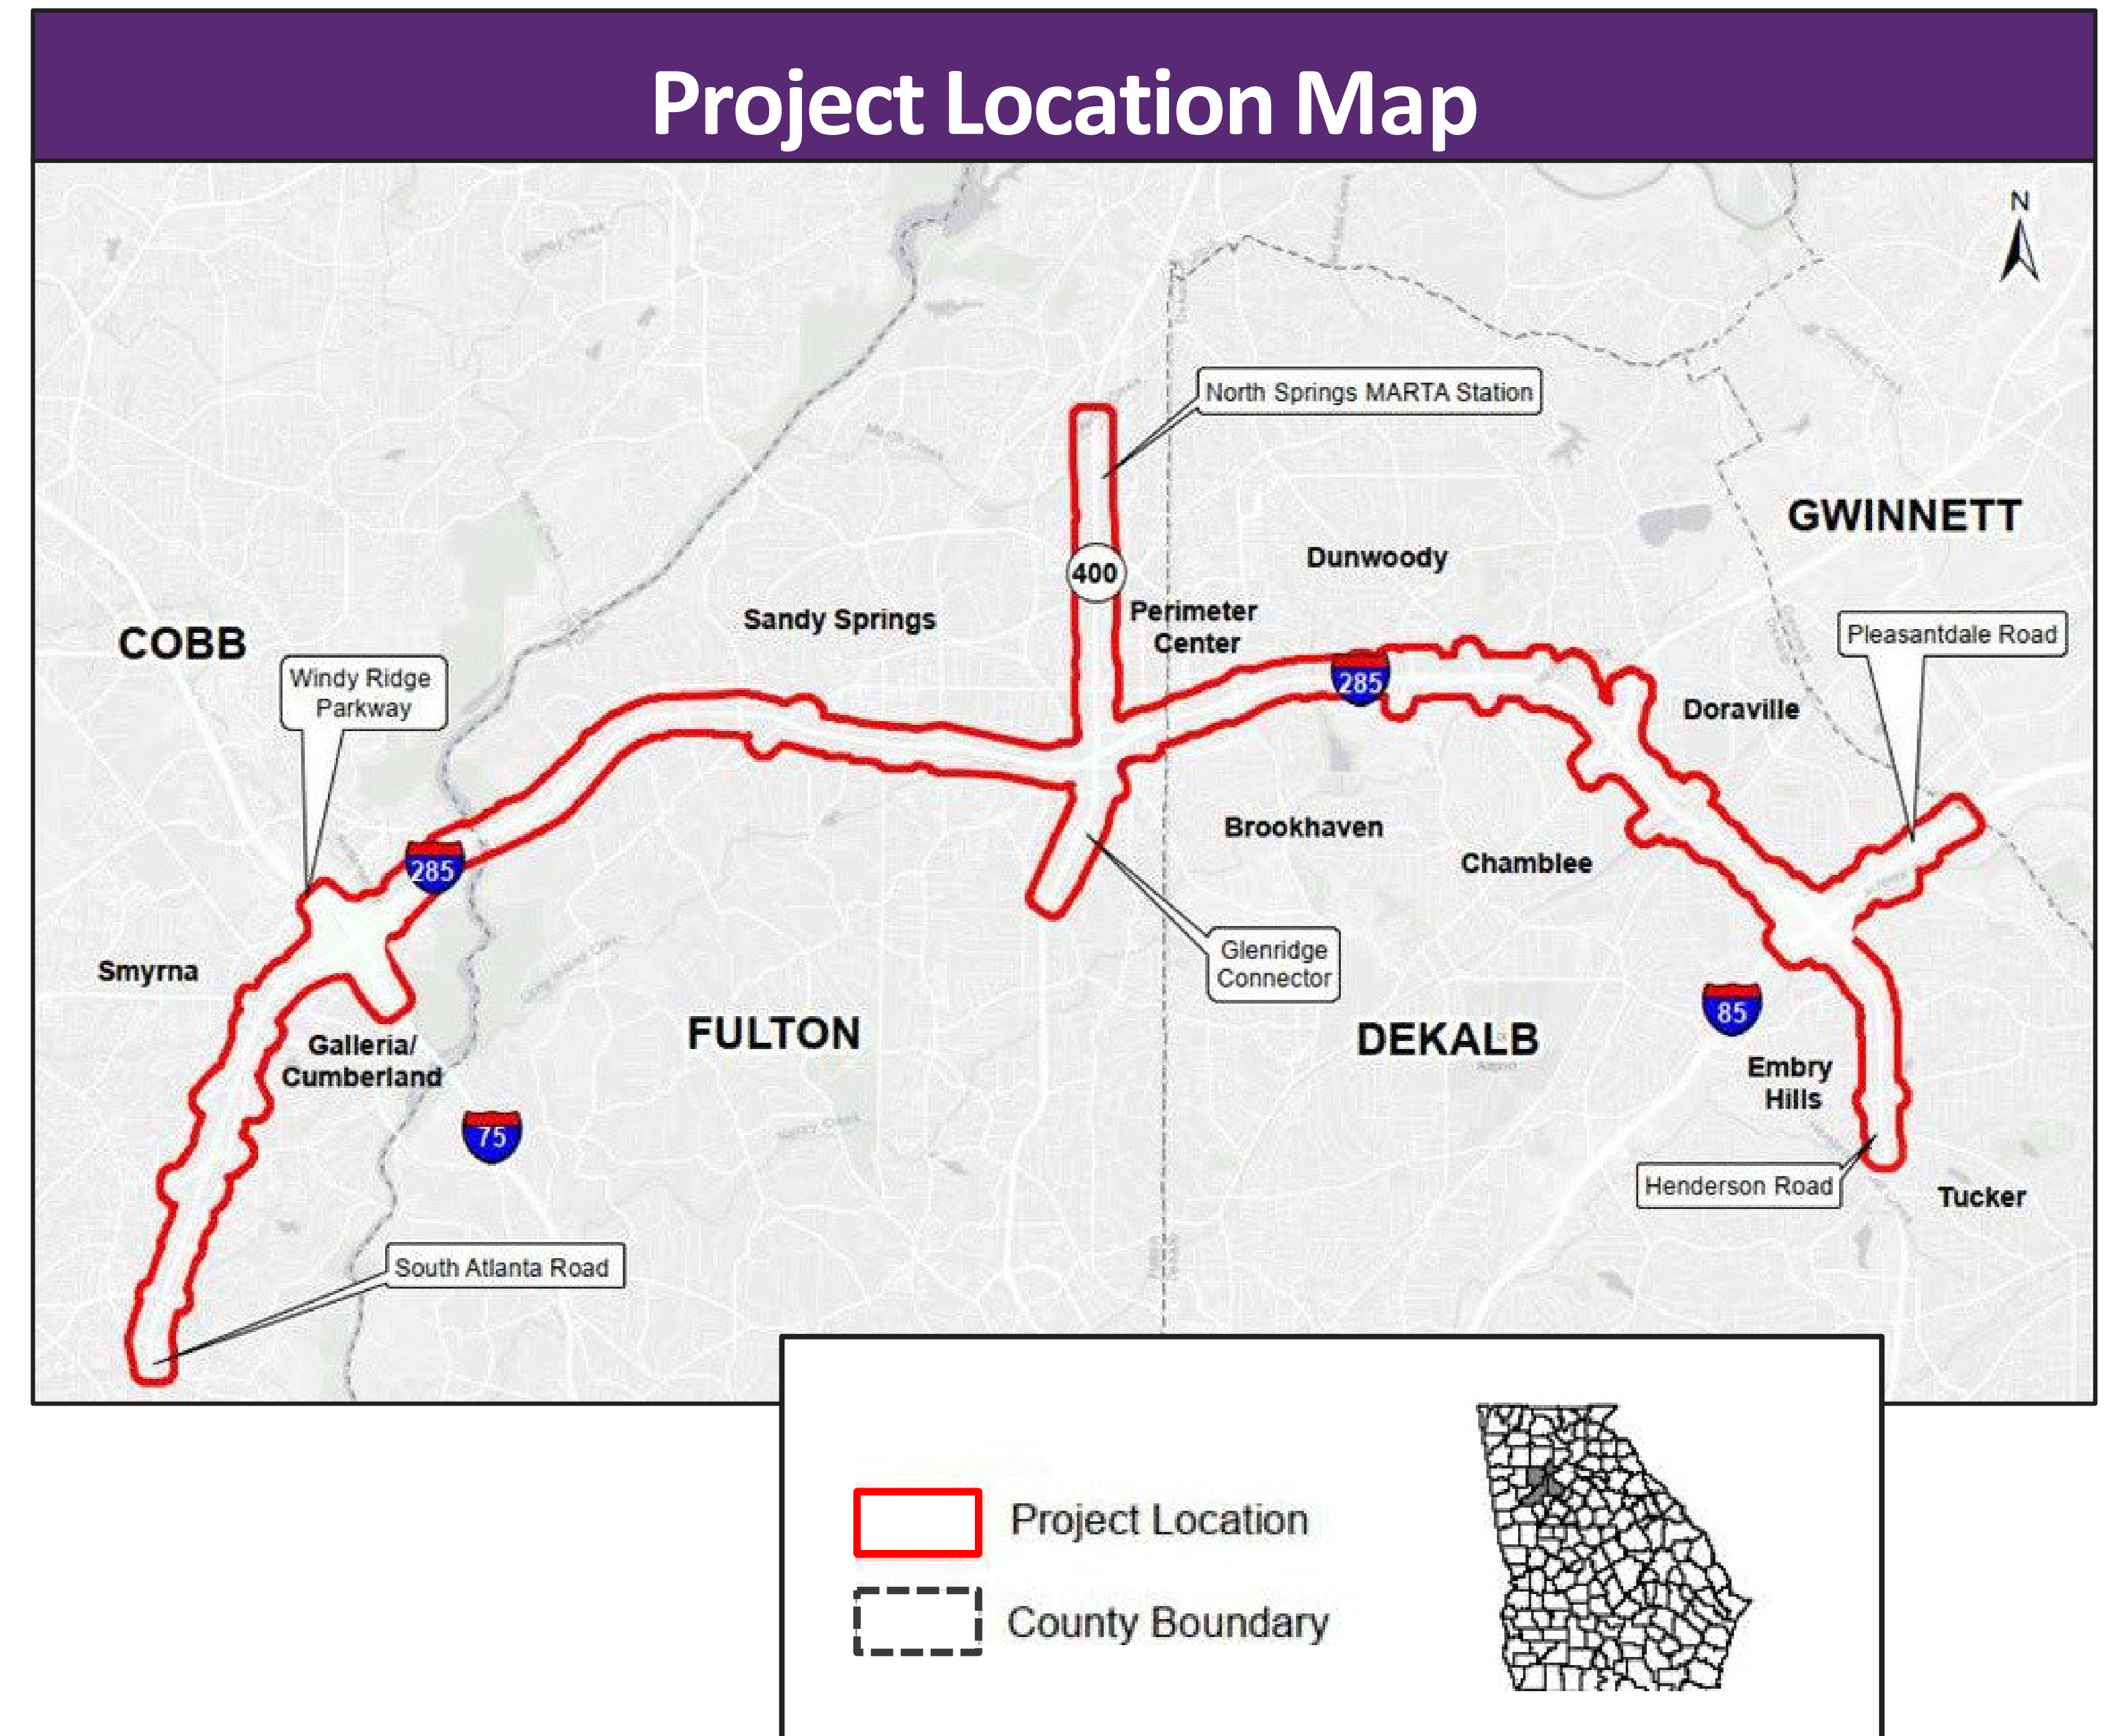 Project Location Map
N
North Springs MARTA Station
GWINNETT
400
Dunwoody
Perimeter
Center
Sandy Springs
COBB
Pleasantdale Road
Windy Ridge
Parkway
285
Doraville
Brookhaven
Chamblee
285
Glenridge
Connector
Smyrna
85
FULTON
DEKALB
Galleria/
Cumberland
Embry
Hills
75
Henderson Road
Tucker
South Atlanta Road
Project Location
County Boundary